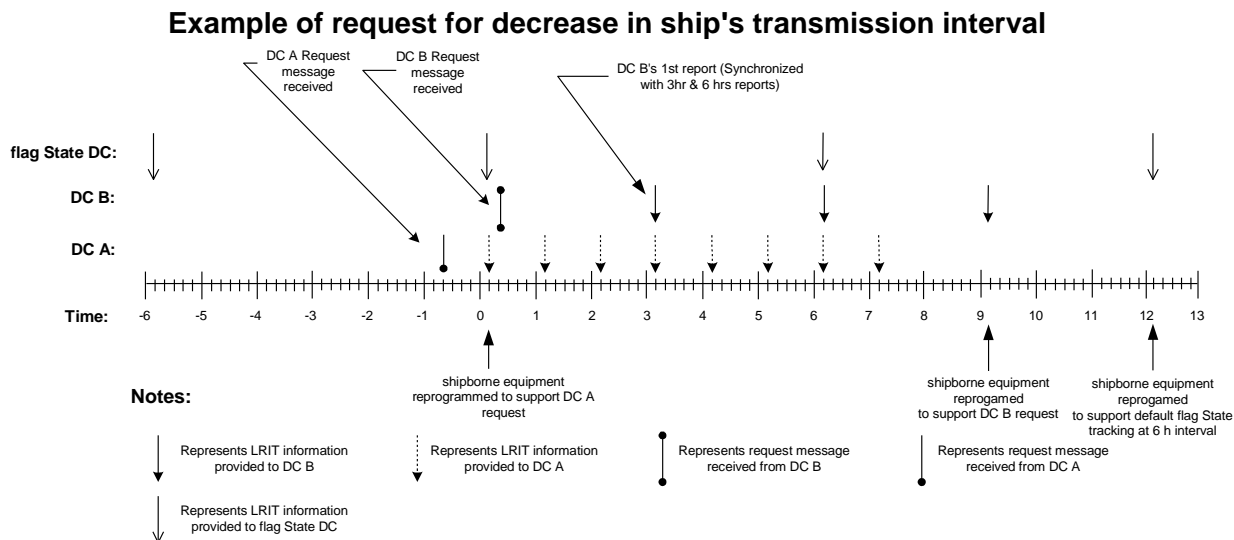 Example of request for decrease in ship's transmission interval
DC A Request
message
received
DC B Request
message
received
DC B's 1st report (Synchronized
with 3hr & 6 hrs reports)
flag State DC:
DC B:
DC A:
Time:
-6 -5 -4 -3 -2 -1 0 1 2 3 4 5 6 7 8 9 10 11 12 13
shipborne equipment
reprogrammed to support DC A
request
shipborne equipment
reprogamed
to support DC B request
shipborne equipment
reprogamed
to support default flag State
tracking at 6 h interval
Notes:
Represents LRIT information
provided to DC B
Represents LRIT information
provided to DC A
Represents request message
received from DC B
Represents request message
received from DC A
Represents LRIT information
provided to flag State DC